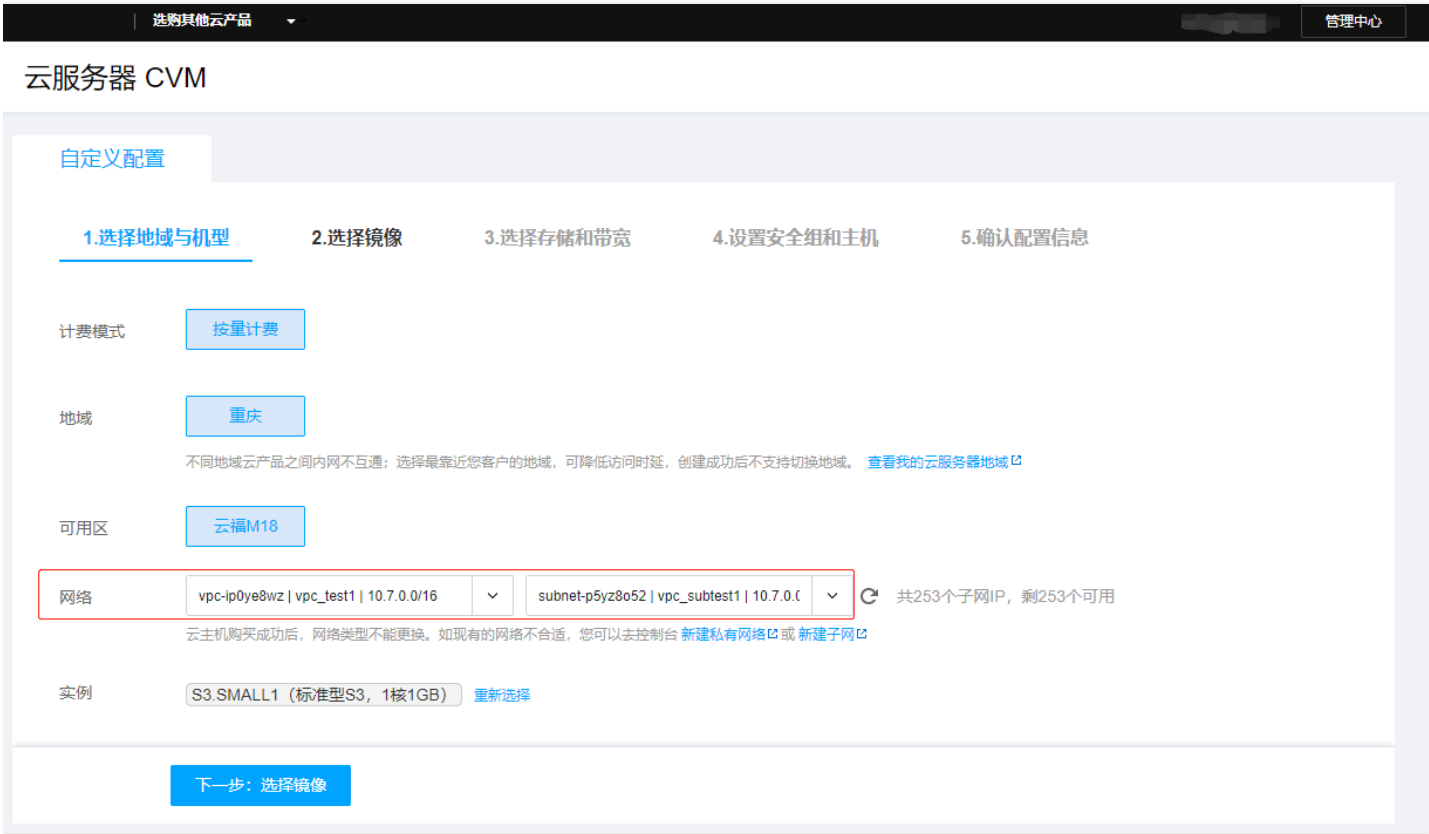 选购其他云产品
管理中心
云服务器 CVM
自定义配置
1.选择地域与机型 2.选择镜像 3.选择存储和带宽 4.设置安全组和主机 5.确认配置信息
计费模式 按量计费
地域 重庆
不同地域云产品之间内网不互通；选择最靠近您客户的地域，可降低访问时延，创建成功后不支持切换地域。 查看我的云服务器地域
可用区 云福M18
网络 vpc-ip0ye8wz | vpc_test1 | 10.7.0.0/16 subnet-p5yz8o52 | vpc_subtest1 | 10.7.0.0 共253个子网IP，剩253个可用
云主机购买成功后，网络类型不能更换。如现有的网络不合适，您可以去控制台 新建私有网络 或 新建子网
实例 S3.SMALL1（标准型S3，1核1GB） 重新选择
下一步：选择镜像